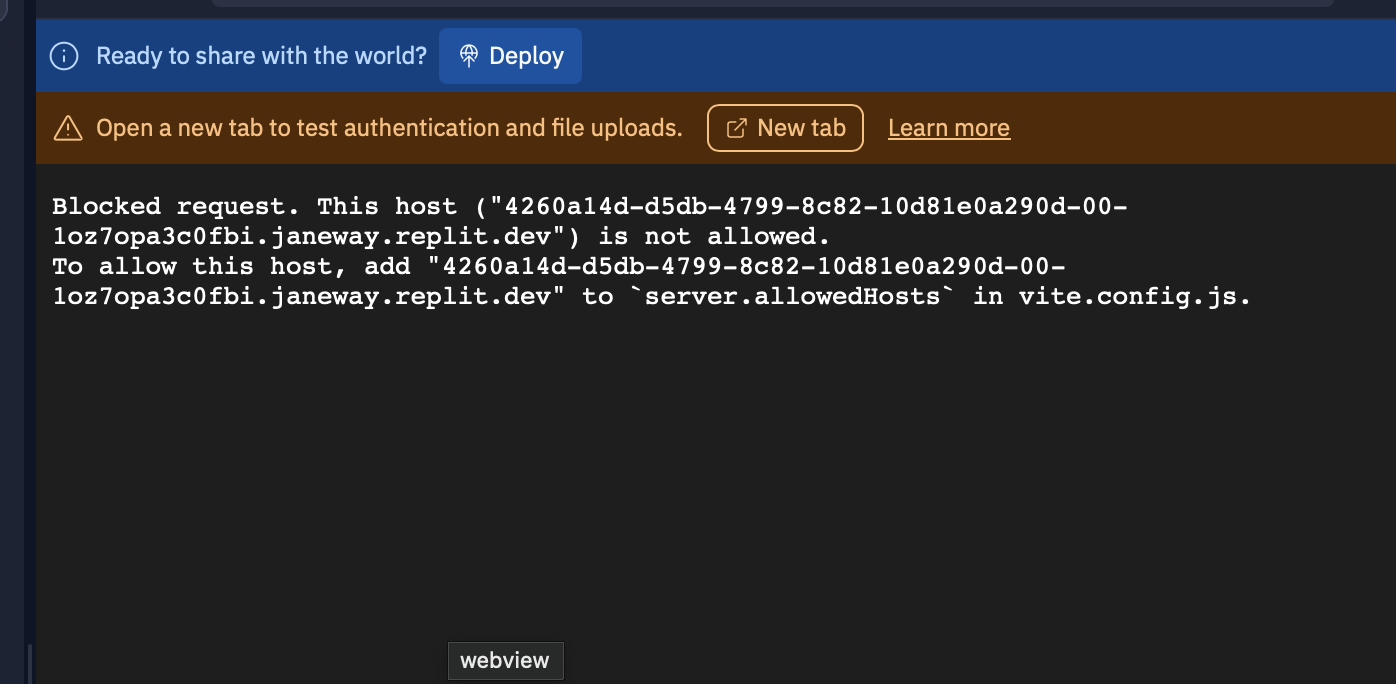 Ready to share with the world? Deploy
Open a new tab to test authentication and file uploads. New tab Learn more
Blocked request. This host ("4260a14d-d5db-4799-8c82-10d81e0a290d-00-
1oz7opa3c0fbi.janeway.replit.dev") is not allowed.
To allow this host, add "4260a14d-d5db-4799-8c82-10d81e0a290d-00-
1oz7opa3c0fbi.janeway.replit.dev" to `server.allowedHosts` in vite.config.js.
webview